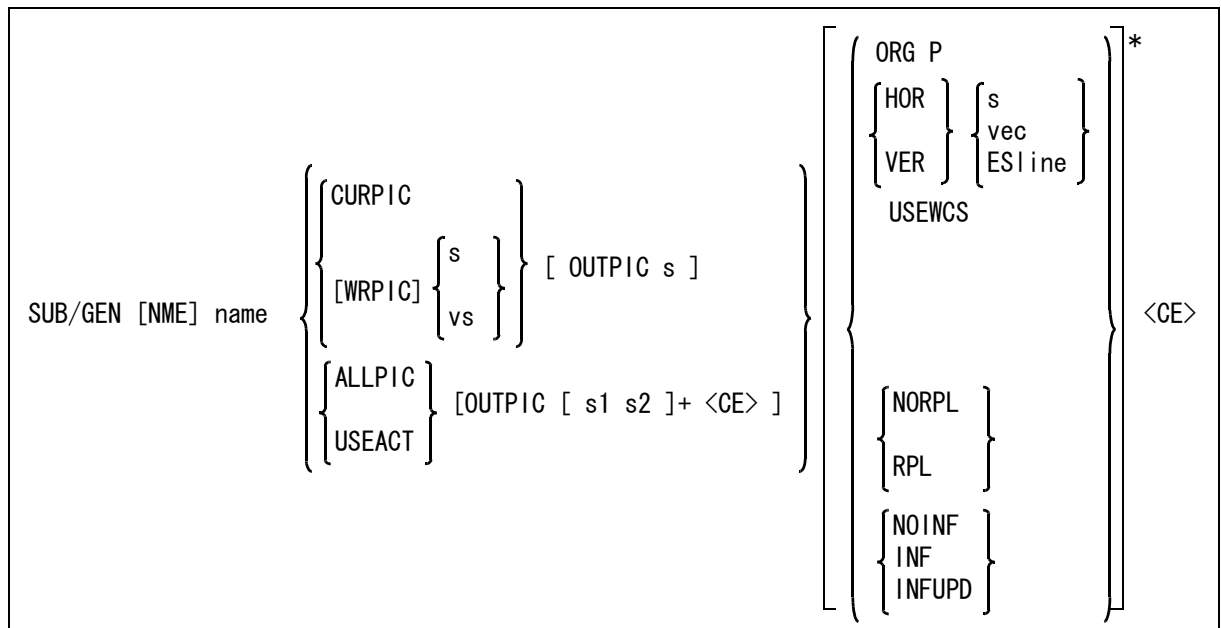 SUB/GEN [NME] name
CURPIC
[WRPIC]
s
vs
[ OUTPIC s ]
ALLPIC
USEACT
[OUTPIC [ s1 s2 ]+ <CE> ]
ORG P
HOR
VER
s
vec
ESline
USEWCS
NORPL
RPL
NOINF
INF
INFUPD
*
<CE>